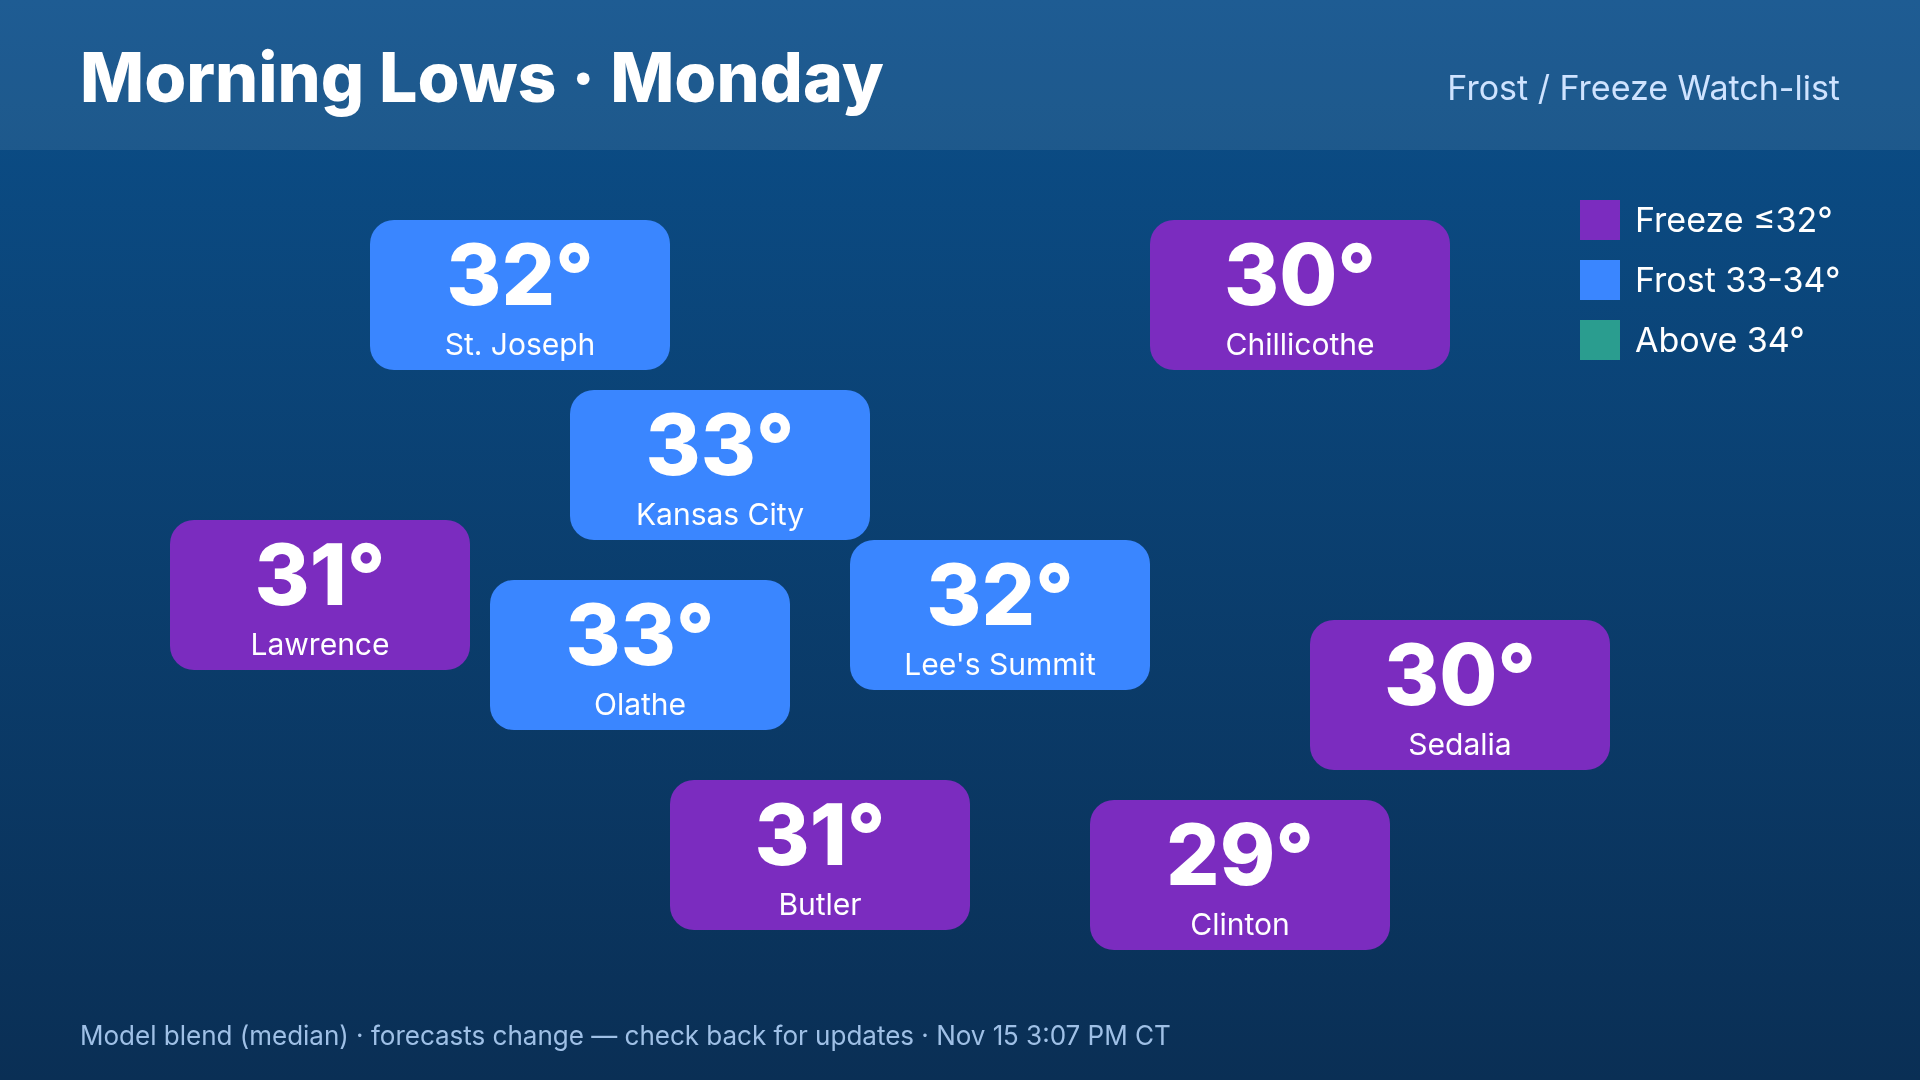 Morning Lows · Monday
Frost / Freeze Watch-list
Freeze ≤32°
Frost 33-34°
Above 34°
32°
St. Joseph
30°
Chillicothe
33°
Kansas City
31°
Lawrence
33°
Olathe
32°
Lee's Summit
30°
Sedalia
31°
Butler
29°
Clinton
Model blend (median) · forecasts change — check back for updates · Nov 15 3:07 PM CT